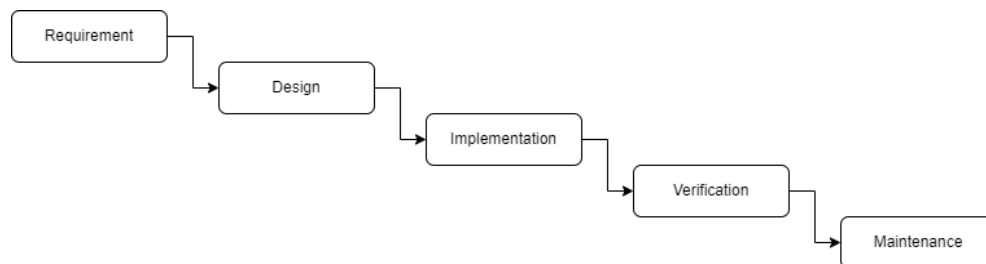 Requirement
Design
Implementation
Verification
Maintenance